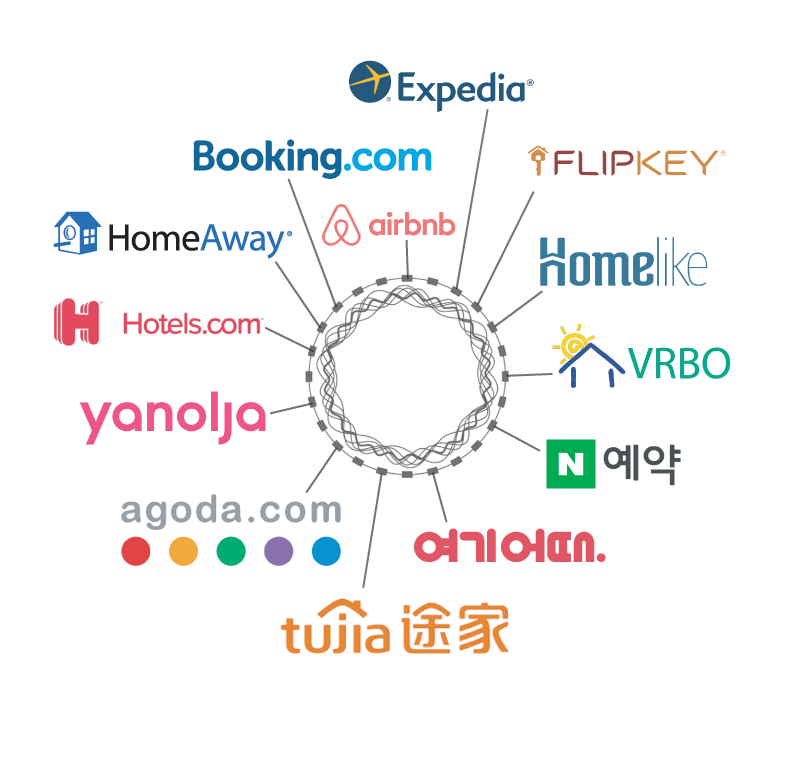 Expedia®
Booking.com
FLIPKEY®
airbnb
HomeAway®
Homelike
Hotels.com™
VRBO
yanolja
N 예약
agoda.com
여기어때.
tujia 途家